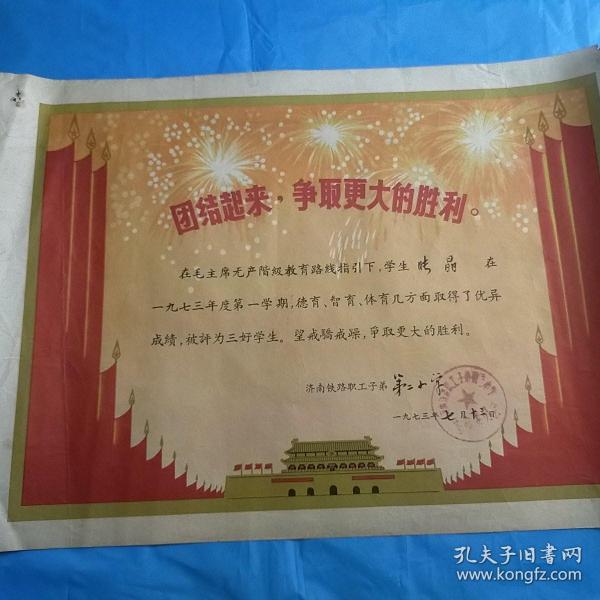 团结起来，争取更大的胜利。
在毛主席无产阶级教育路线指引下，学生 张晶 在
一九七三年度第一学期，德育、智育、体育几方面取得了优异
成绩，被評为三好学生。望戒驕戒躁，争取更大的胜利。
济南铁路职工子弟 第二小学
一九七三年七月十三日
孔夫子旧书网
www.kongfz.com